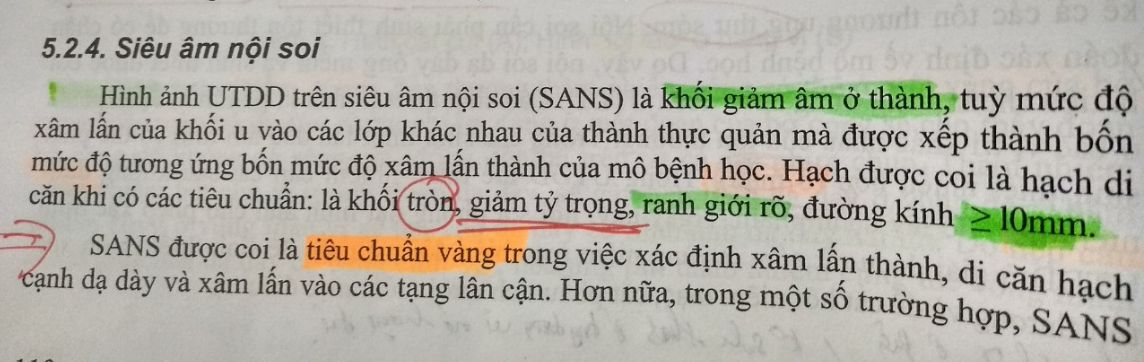 5.2.4. Siêu âm nội soi
Hình ảnh UTDD trên siêu âm nội soi (SANS) là khối giảm âm ở thành, tuỳ mức độ
xâm lấn của khối u vào các lớp khác nhau của thành thực quản mà được xếp thành bốn
mức độ tương ứng bốn mức độ xâm lấn thành của mô bệnh học. Hạch được coi là hạch di
căn khi có các tiêu chuẩn: là khối tròn, giảm tỷ trọng, ranh giới rõ, đường kính ≥ 10mm.
SANS được coi là tiêu chuẩn vàng trong việc xác định xâm lấn thành, di căn hạch
cạnh dạ dày và xâm lấn vào các tạng lân cận. Hơn nữa, trong một số trường hợp, SANS